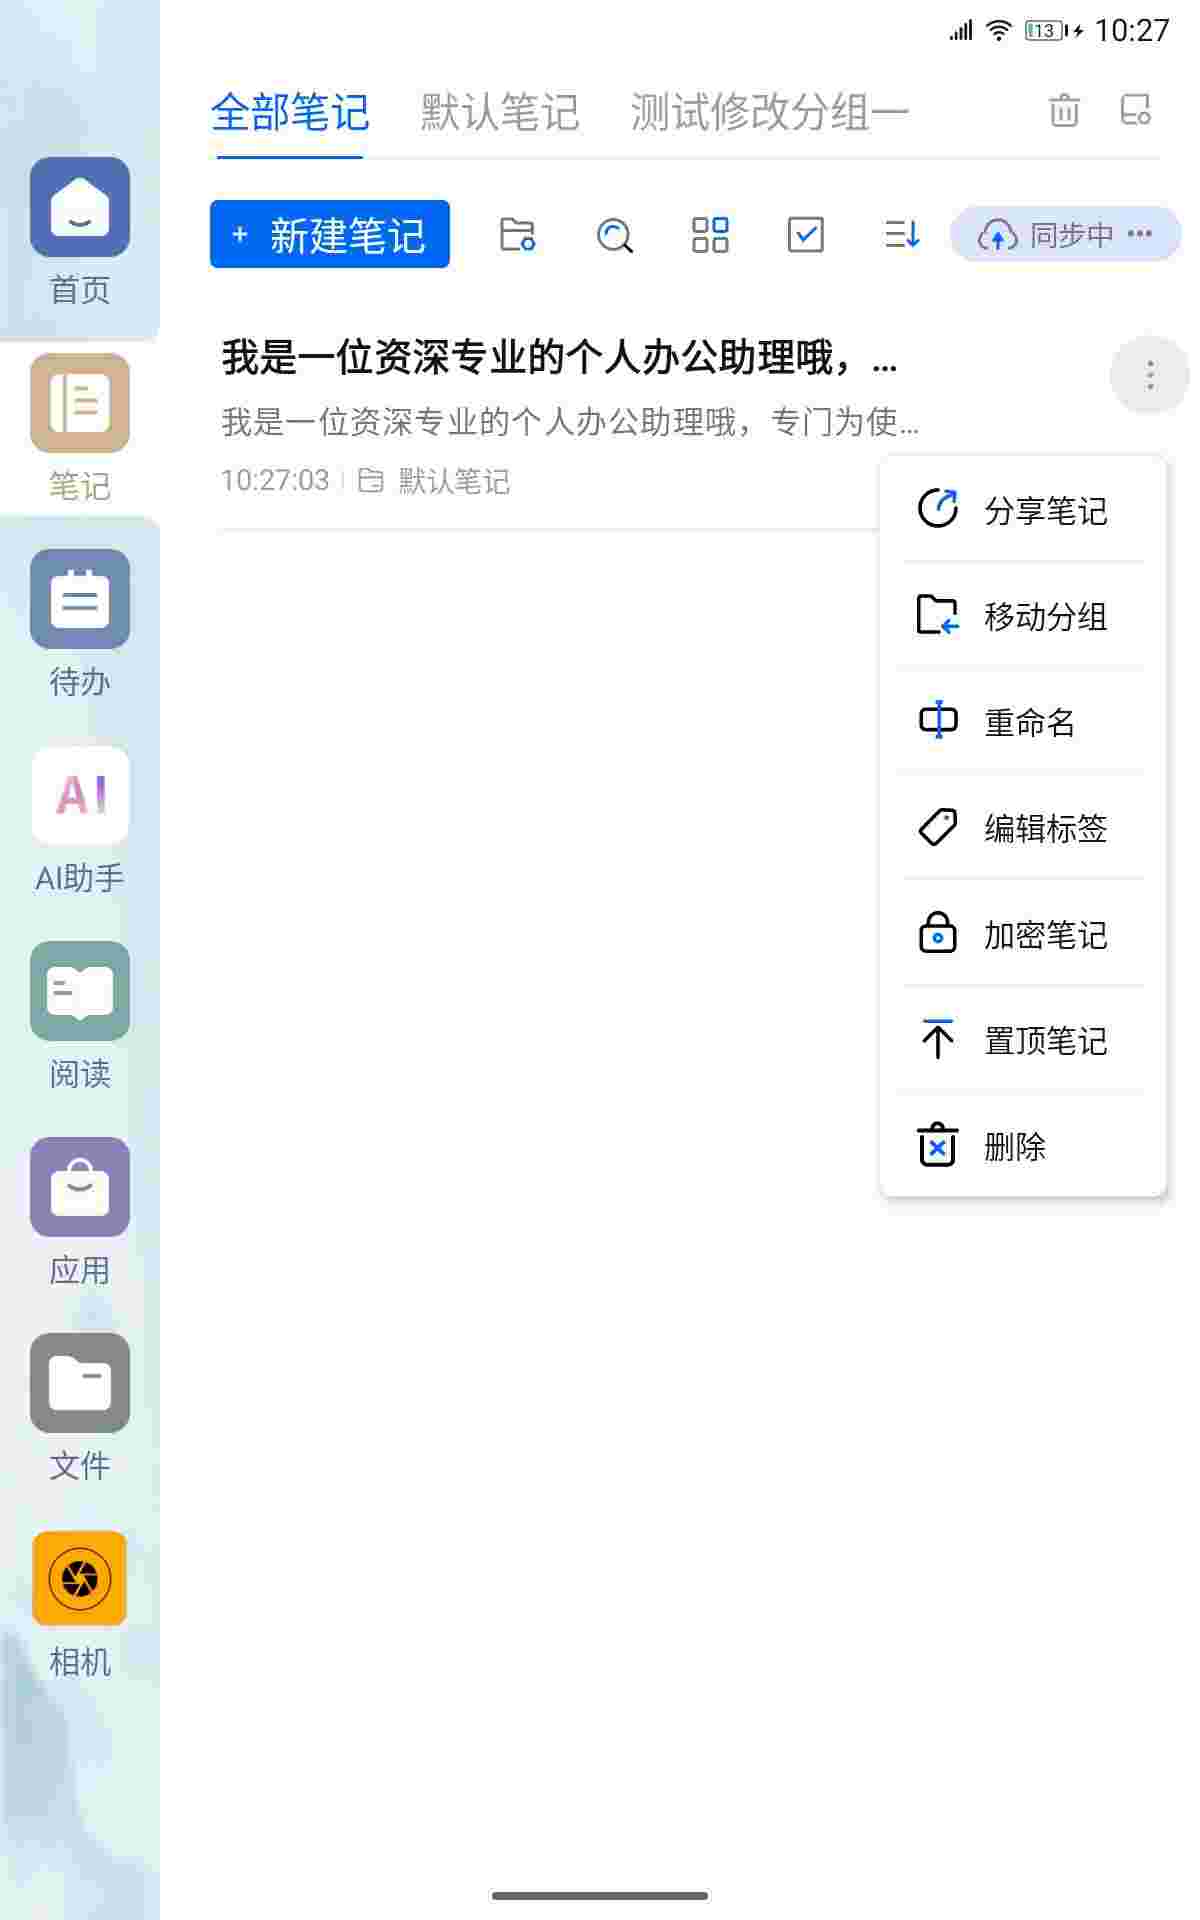 13 10:27
全部笔记 默认笔记 测试修改分组一
+ 新建笔记 同步中 •••
首页
笔记
待办
AI
AI助手
阅读
应用
文件
相机
我是一位资深专业的个人办公助理哦，...
我是一位资深专业的个人办公助理哦，专门为使...
10:27:03 默认笔记
分享笔记
移动分组
重命名
编辑标签
加密笔记
置顶笔记
删除